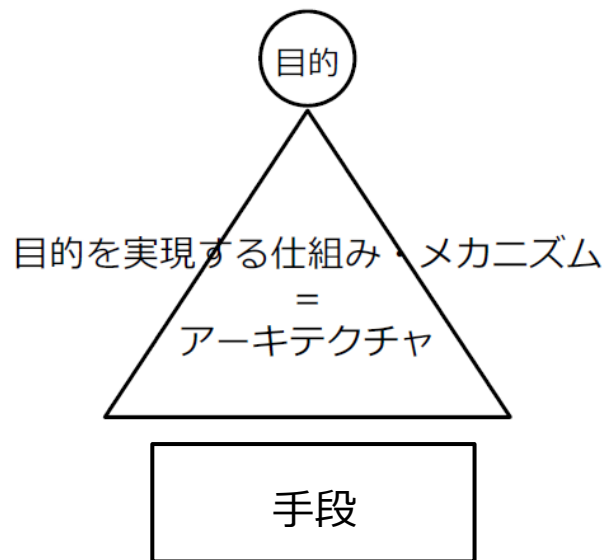 目的
目的を実現する仕組み・メカニズム
=
アーキテクチャ
手段